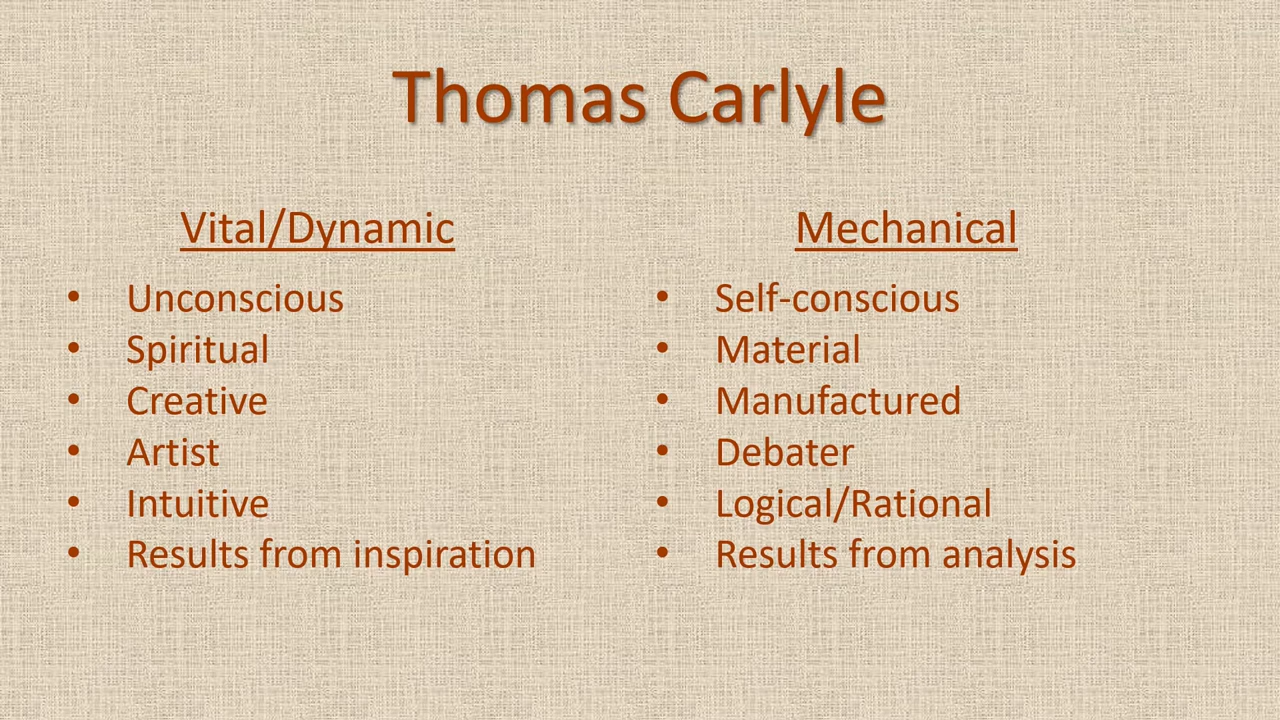 Thomas Carlyle
Vital/Dynamic
• Unconscious
• Spiritual
• Creative
• Artist
• Intuitive
• Results from inspiration
Mechanical
• Self-conscious
• Material
• Manufactured
• Debater
• Logical/Rational
• Results from analysis